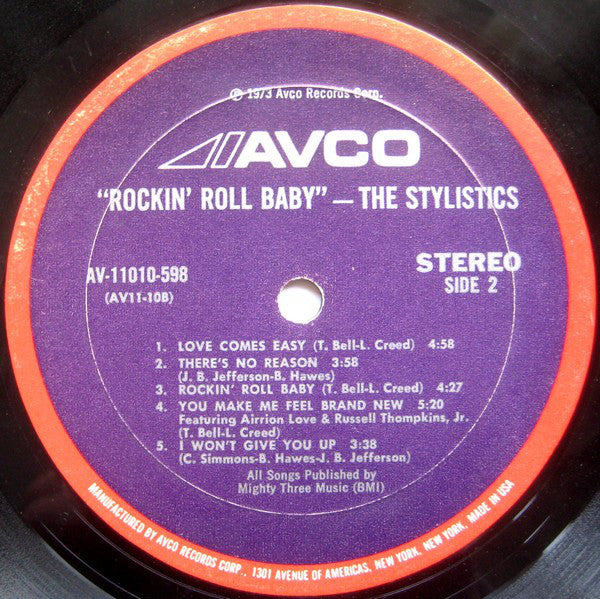 ℗ 1973 Avco Records Corp.
AVCO
"ROCKIN' ROLL BABY" — THE STYLISTICS
AV-11010-598
(AV11-10B)
STEREO
SIDE 2
1. LOVE COMES EASY (T. Bell-L. Creed) 4:58
2. THERE'S NO REASON 3:58
(J. B. Jefferson-B. Hawes)
3. ROCKIN' ROLL BABY (T. Bell-L. Creed) 4:27
4. YOU MAKE ME FEEL BRAND NEW 5:20
Featuring Airrion Love & Russell Thompkins, Jr.
(T. Bell-L. Creed)
5. I WON'T GIVE YOU UP 3:38
(C. Simmons-B. Hawes-J. B. Jefferson)
All Songs Published by
Mighty Three Music (BMI)
MANUFACTURED BY AVCO RECORDS CORP., 1301 AVENUE OF AMERICAS, NEW YORK, NEW YORK, MADE IN USA